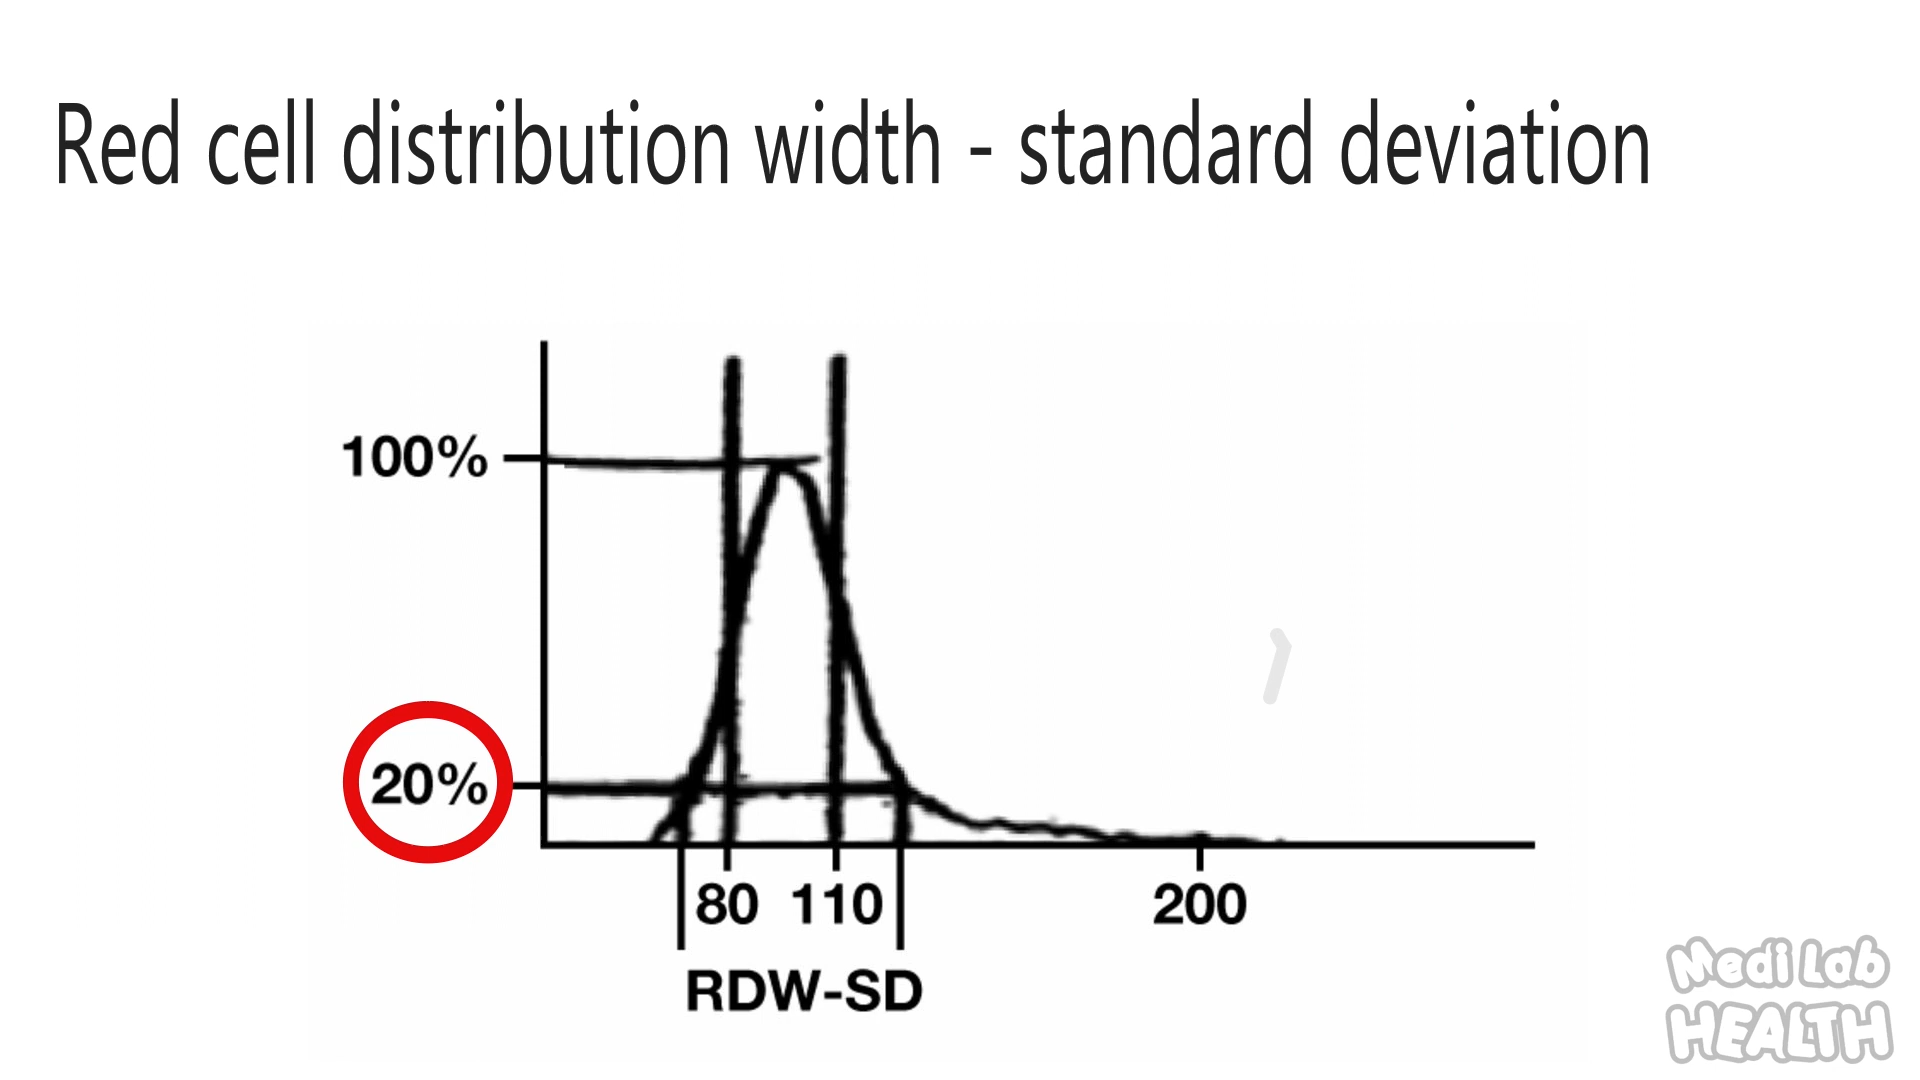 Red cell distribution width - standard deviation
100%
20%
80 110 200
RDW-SD
Medi Lab
HEALTH